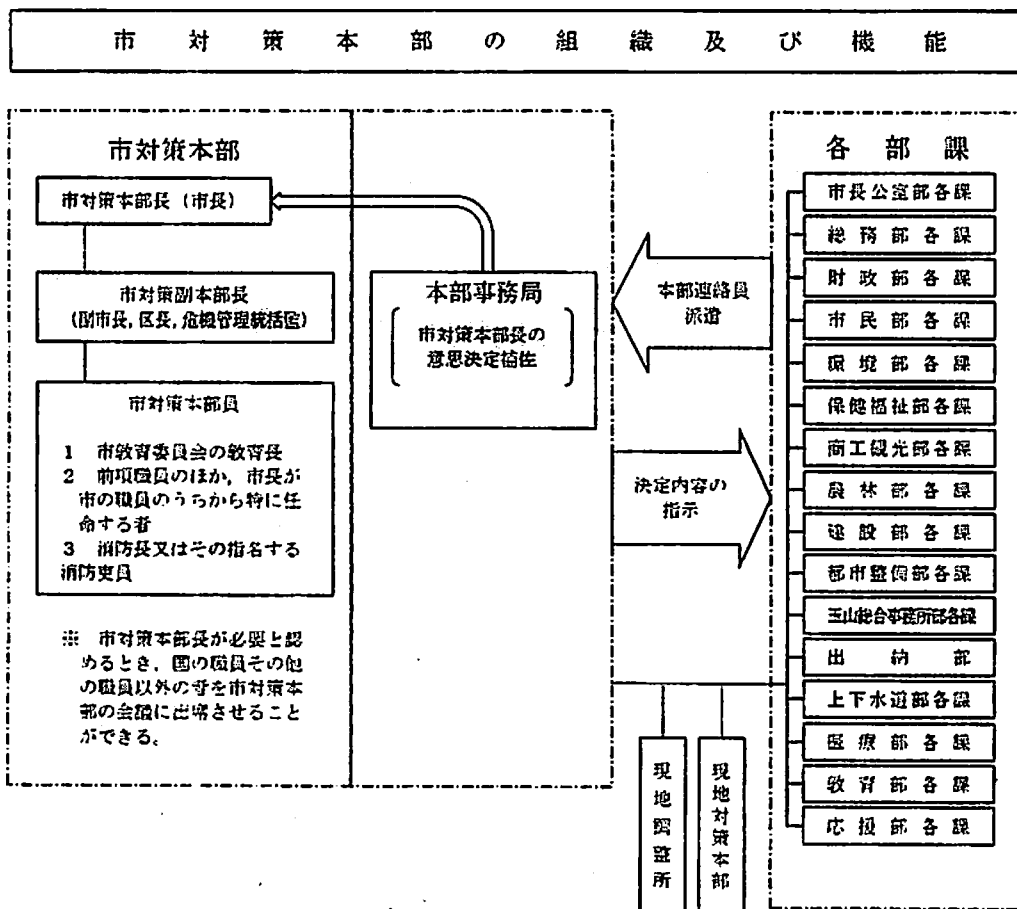 市対策本部の組織及び機能
市対策本部
市対策本部長（市長）
市対策副本部長
（副市長，区長，危機管理統括監）
市対策本部員
1　市教育委員会の教育長
2　前項職員のほか，市長が
市の職員のうちから特に任
命する者
3　消防長又はその指名する
消防吏員
※　市対策本部長が必要と認
めるとき，国の職員その他
の職員以外の者を市対策本
部の会議に出席させること
ができる。
本部事務局
市対策本部長の
意思決定補佐
本部連絡員
派遣
決定内容の
指示
現地調整所
現地対策本部
各部課
市長公室部各課
総務部各課
財政部各課
市民部各課
環境部各課
保健福祉部各課
商工観光部各課
農林部各課
建設部各課
都市整備部各課
玉山総合事務所部各課
出納部
上下水道部各課
医療部各課
教育部各課
応援部各課